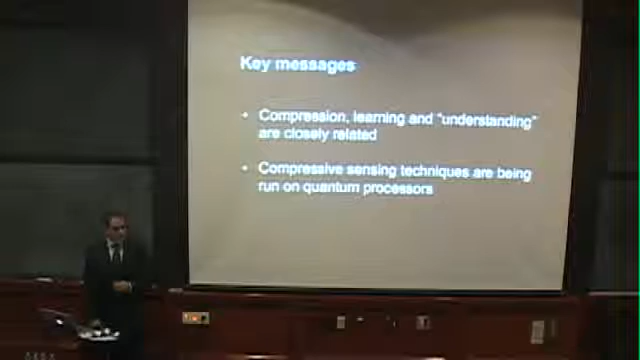 Key messages
• Compression, learning and "understanding"
are closely related
• Compressive sensing techniques are being
run on quantum processors